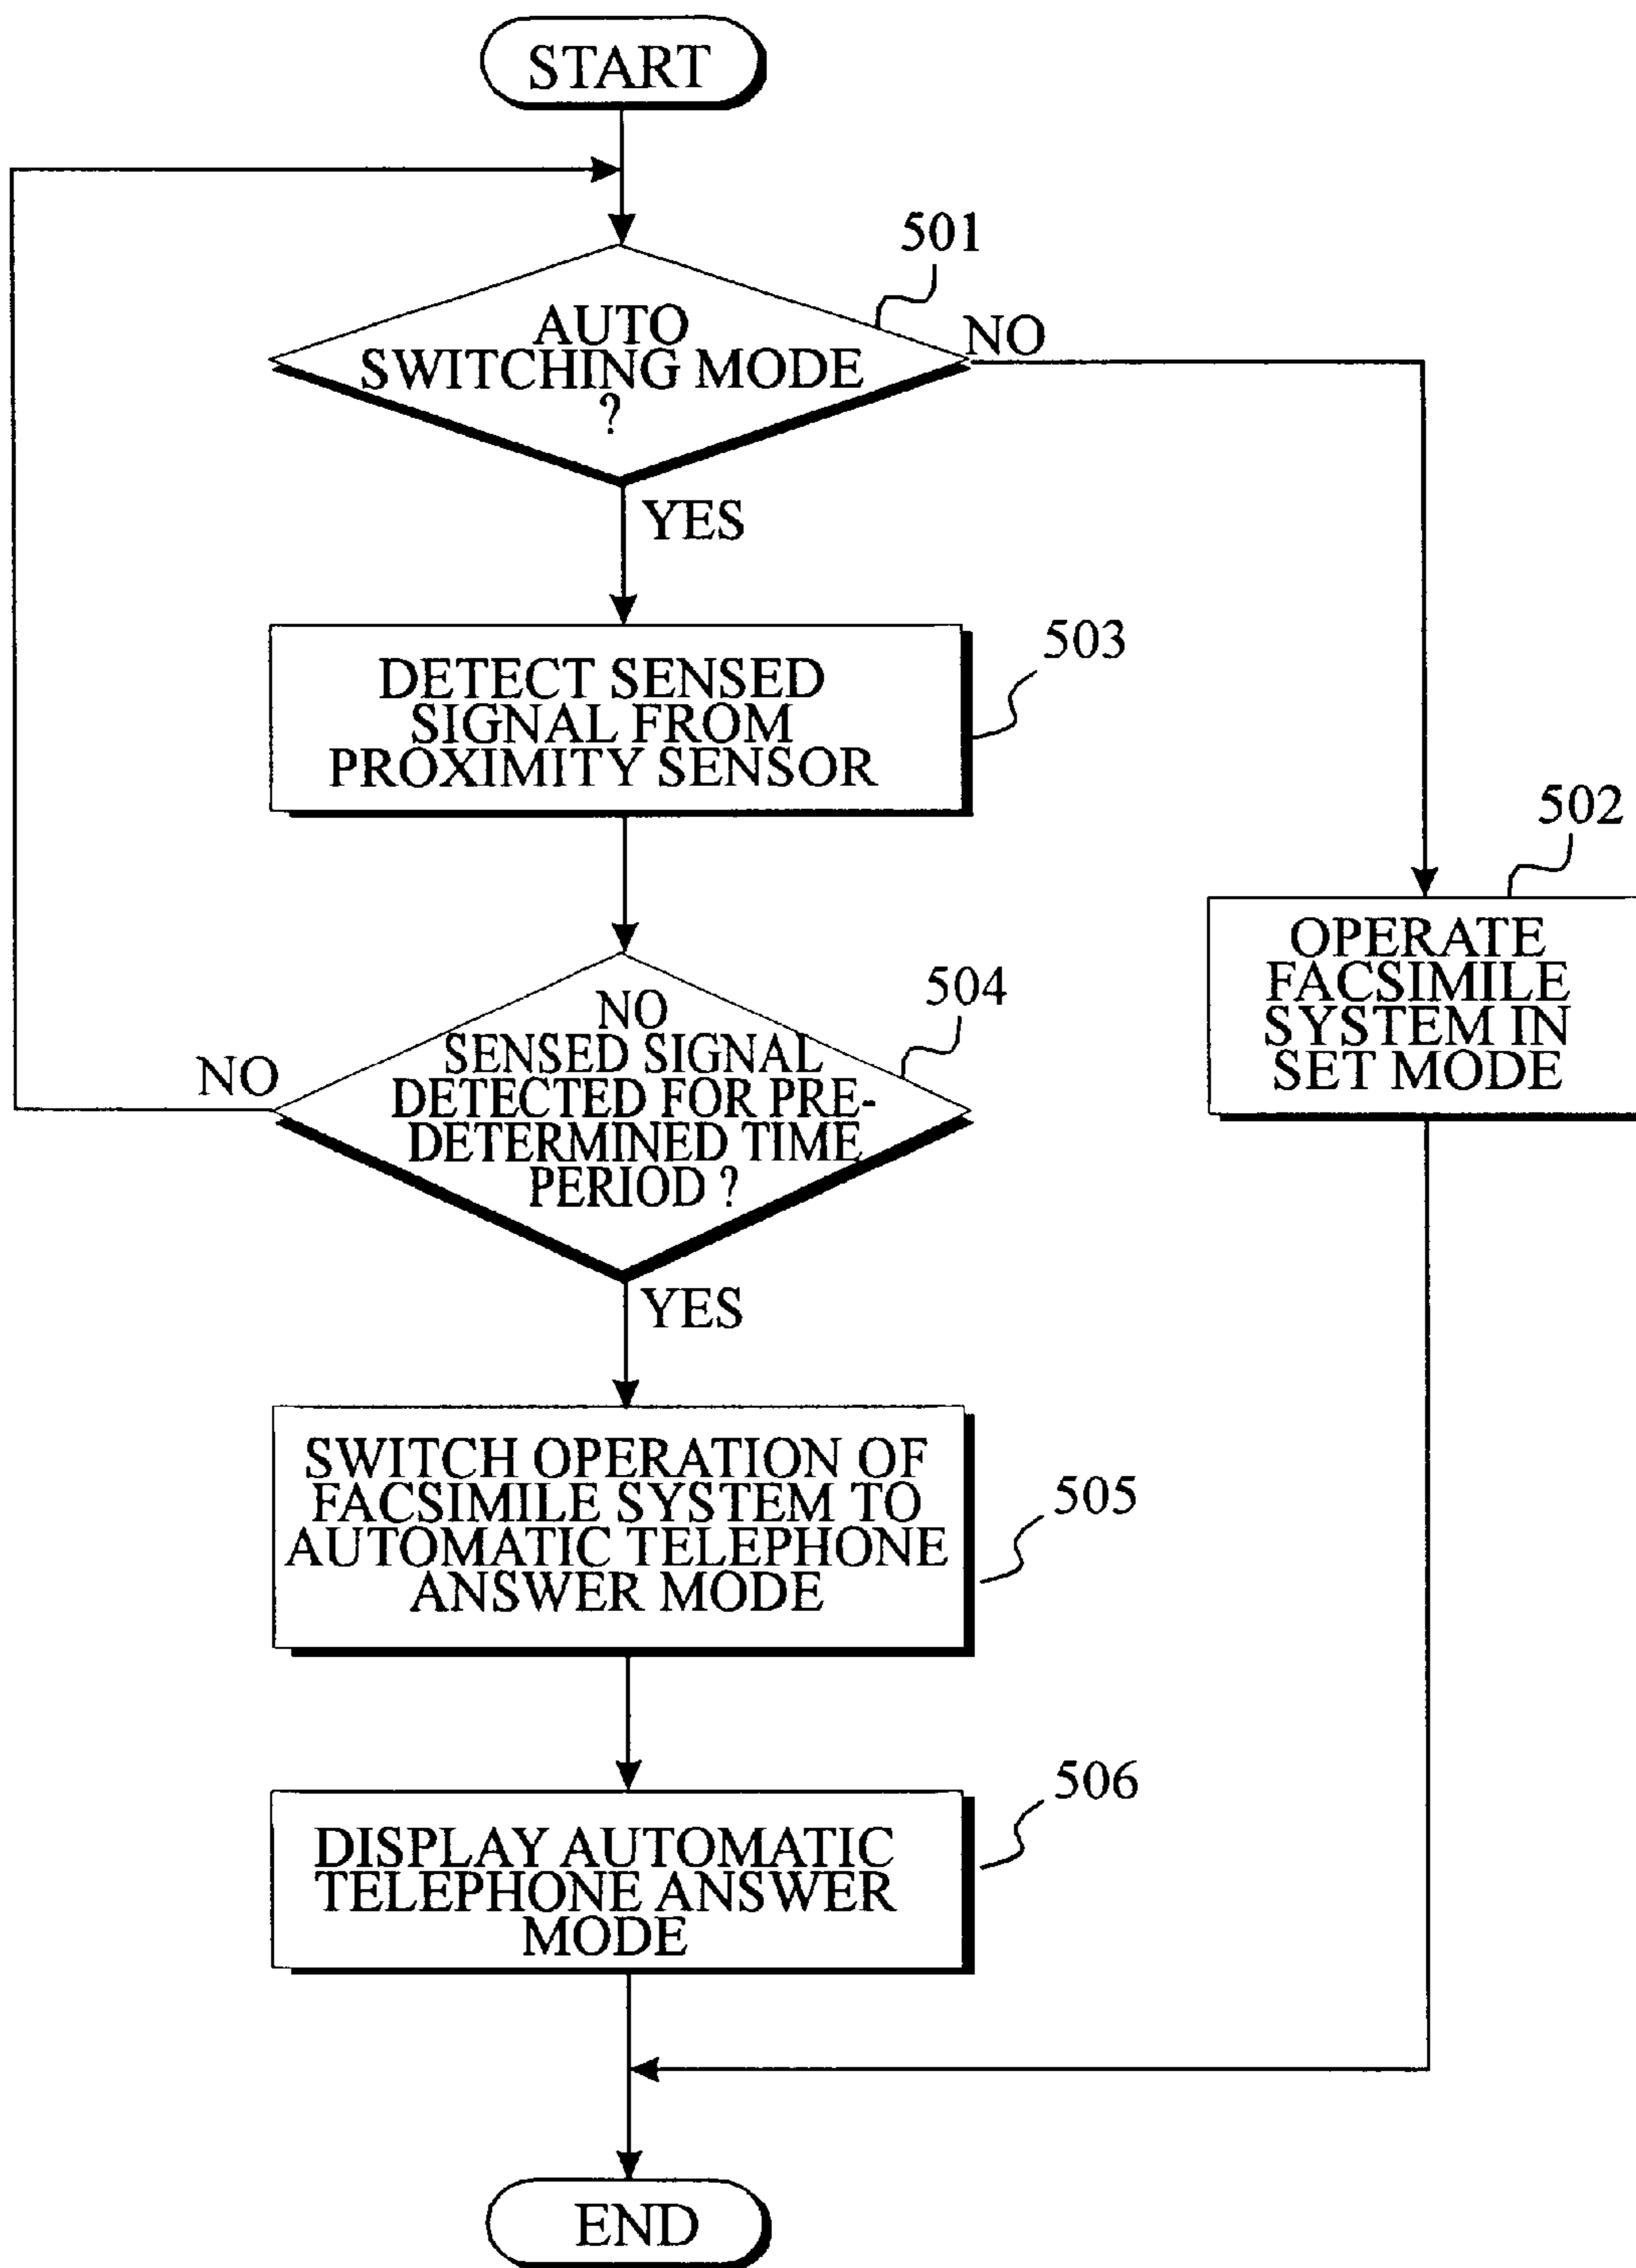 START
501
AUTO
SWITCHING MODE
?
NO
YES
503
DETECT SENSED
SIGNAL FROM
PROXIMITY SENSOR
502
OPERATE
FACSIMILE
SYSTEM IN
SET MODE
504
NO
SENSED SIGNAL
DETECTED FOR PRE-
DETERMINED TIME
PERIOD ?
NO
YES
505
SWITCH OPERATION OF
FACSIMILE SYSTEM TO
AUTOMATIC TELEPHONE
ANSWER MODE
506
DISPLAY AUTOMATIC
TELEPHONE ANSWER
MODE
END